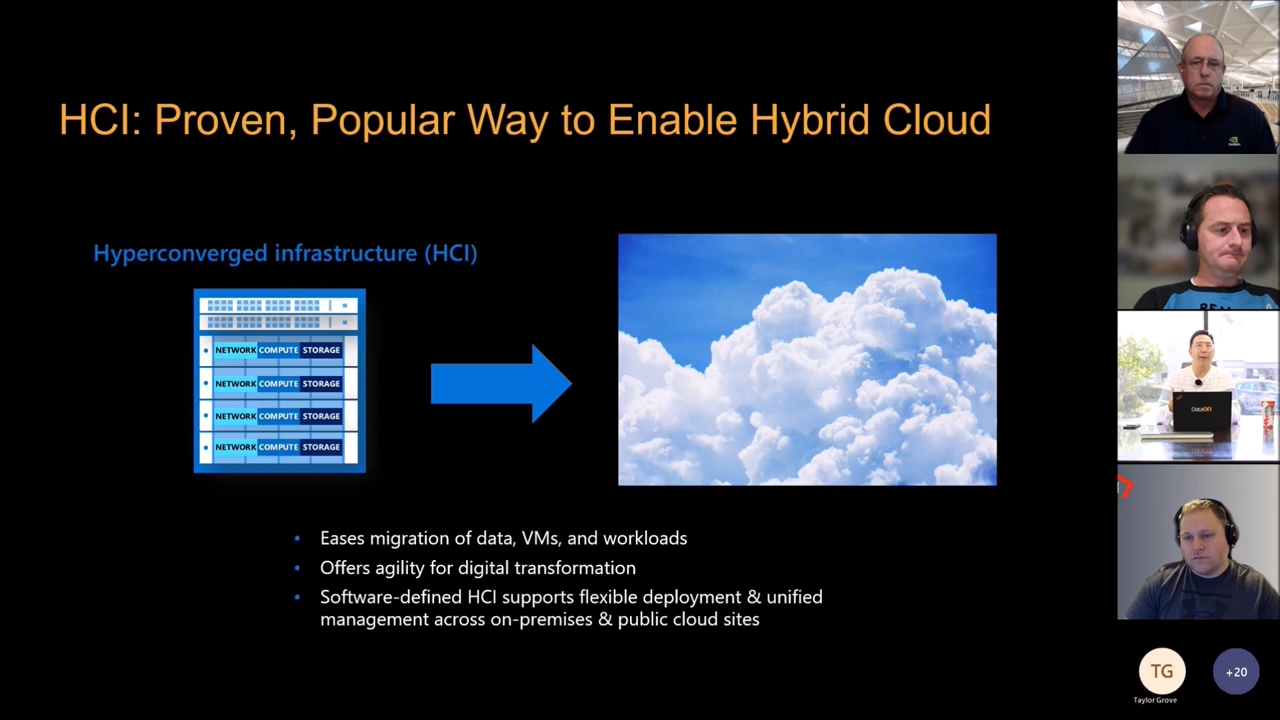 HCI: Proven, Popular Way to Enable Hybrid Cloud
Hyperconverged infrastructure (HCI)
NETWORK COMPUTE STORAGE
NETWORK COMPUTE STORAGE
NETWORK COMPUTE STORAGE
NETWORK COMPUTE STORAGE
• Eases migration of data, VMs, and workloads
• Offers agility for digital transformation
• Software-defined HCI supports flexible deployment & unified
management across on-premises & public cloud sites
DataON
TG
Taylor Grove
+20